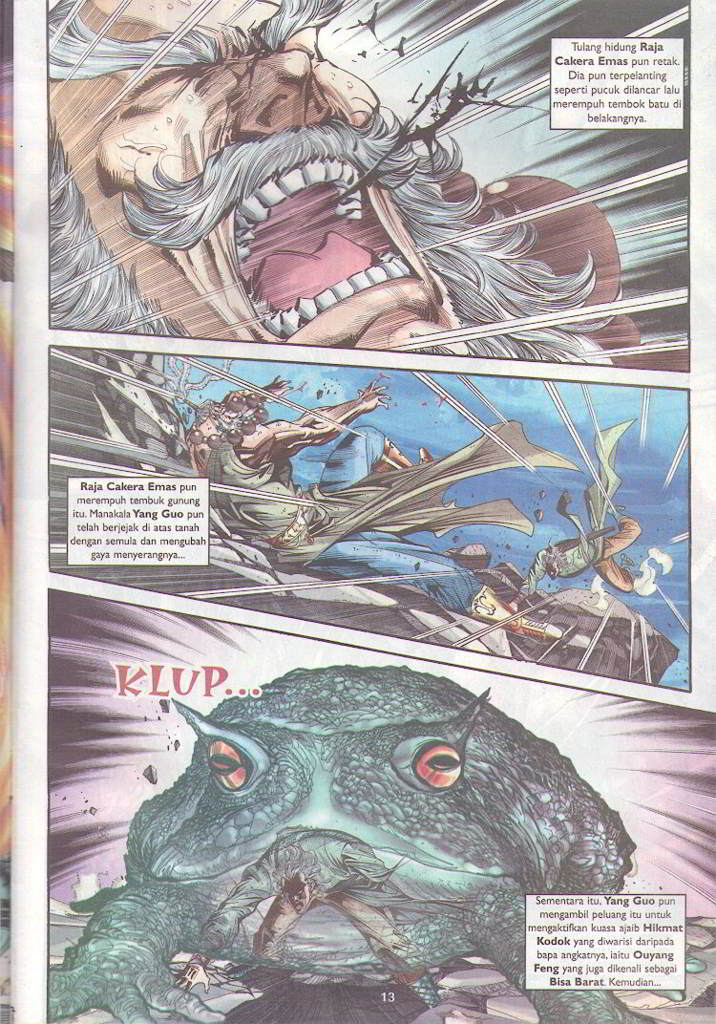 Tulang hidung Raja
Cakera Emas pun retak.
Dia pun terpelanting
seperti pucuk dilancar lalu
merempuh tembok batu di
belakangnya.
Raja Cakera Emas pun
merempuh tembuk gunung
itu. Manakala Yang Guo pun
telah berjejak di atas tanah
dengan semula dan mengubah
gaya menyerangnya...
KLUP...
Sementara itu, Yang Guo pun
mengambil peluang itu untuk
mengaktifkan kuasa ajaib Hikmat
Kodok yang diwarisi daripada
bapa angkatnya, iaitu Ouyang
Feng yang juga dikenali sebagai
Bisa Barat. Kemudian...
13